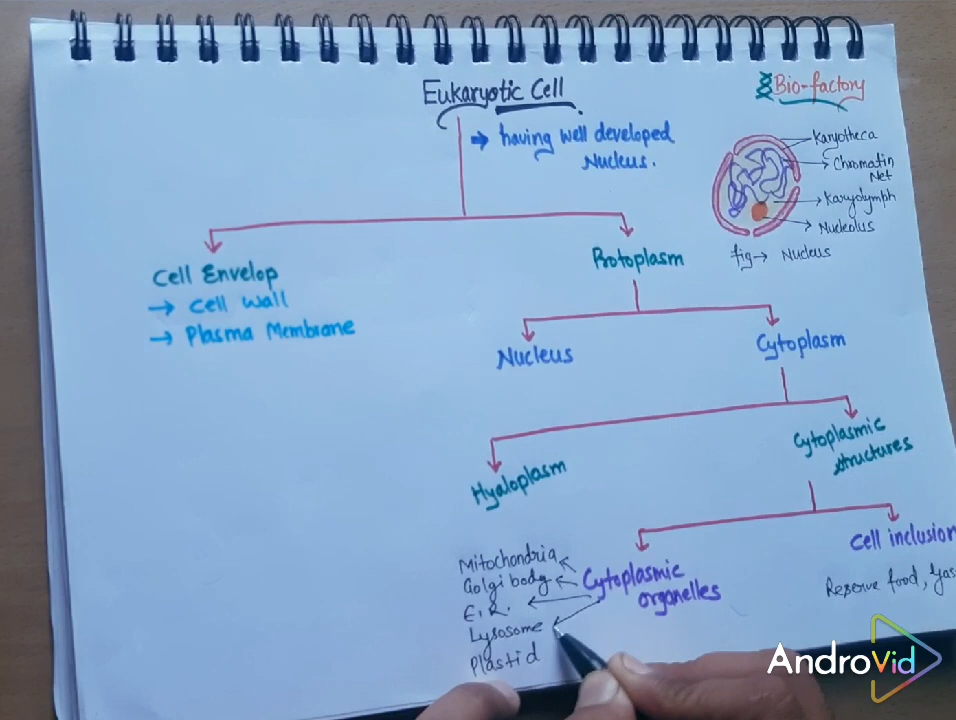 Eukaryotic Cell
Bio-factory
→ having well developed
Nucleus.
Karyotheca
Chromatin
Net
Karyolymph
Nucleolus
fig → Nucleus
Cell Envelop
→ Cell Wall
→ Plasma Membrane
Protoplasm
Nucleus
Cytoplasm
Hyaloplasm
Cytoplasmic
structures
Cytoplasmic
organelles
Mitochondria
Golgi body
E.R.
Lysosome
Plastid
Cell inclusion
Reserve food,
AndroVid